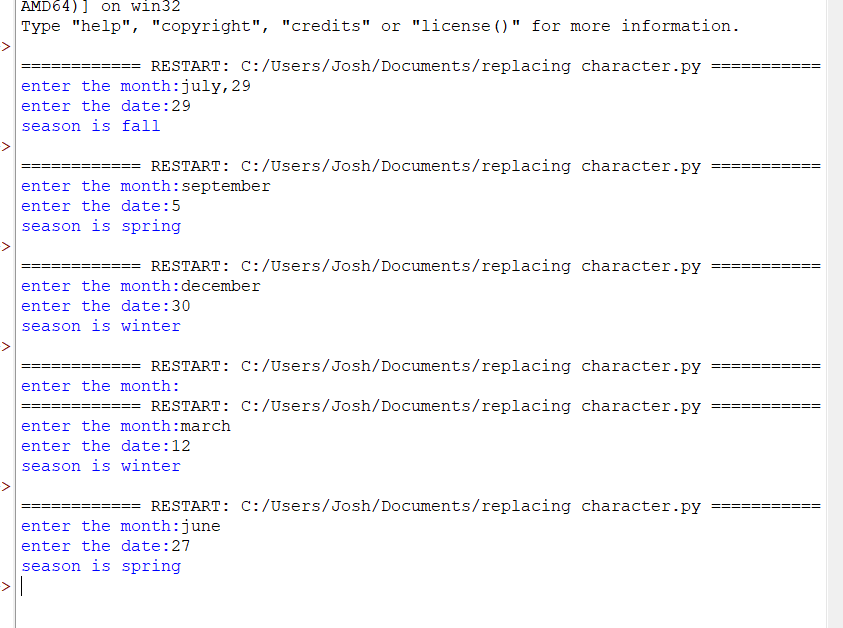 AMD64)] on win32
Type "help", "copyright", "credits" or "license()" for more information.
>
============ RESTART: C:/Users/Josh/Documents/replacing character.py ===========
enter the month:july,29
enter the date:29
season is fall
>
============ RESTART: C:/Users/Josh/Documents/replacing character.py ===========
enter the month:september
enter the date:5
season is spring
>
============ RESTART: C:/Users/Josh/Documents/replacing character.py ===========
enter the month:december
enter the date:30
season is winter
>
============ RESTART: C:/Users/Josh/Documents/replacing character.py ===========
enter the month:
============ RESTART: C:/Users/Josh/Documents/replacing character.py ===========
enter the month:march
enter the date:12
season is winter
>
============ RESTART: C:/Users/Josh/Documents/replacing character.py ===========
enter the month:june
enter the date:27
season is spring
>